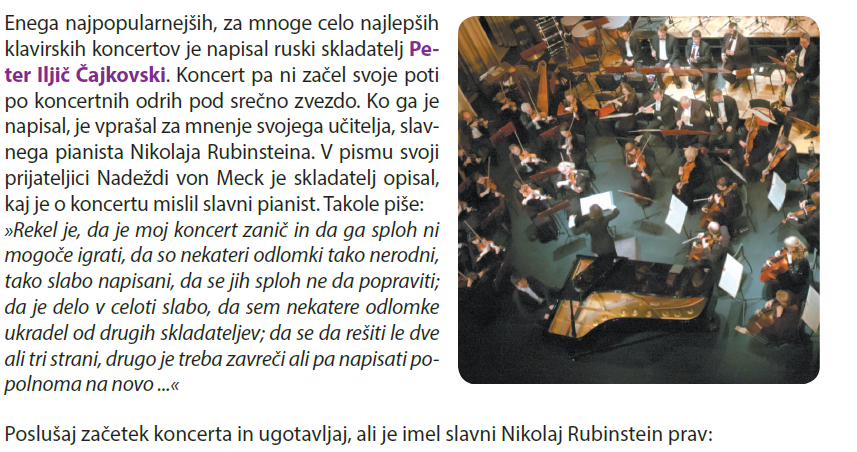 Enega najpopularnejših, za mnoge celo najlepših
klavirskih koncertov je napisal ruski skladatelj Pe-
ter Iljič Čajkovski. Koncert pa ni začel svoje poti
po koncertnih odrih pod srečno zvezdo. Ko ga je
napisal, je vprašal za mnenje svojega učitelja, slav-
nega pianista Nikolaja Rubinsteina. V pismu svoji
prijateljici Nadeždi von Meck je skladatelj opisal,
kaj je o koncertu mislil slavni pianist. Takole piše:
»Rekel je, da je moj koncert zanič in da ga sploh ni
mogoče igrati, da so nekateri odlomki tako nerodni,
tako slabo napisani, da se jih sploh ne da popraviti;
da je delo v celoti slabo, da sem nekatere odlomke
ukradel od drugih skladateljev; da se da rešiti le dve
ali tri strani, drugo je treba zavreči ali pa napisati po-
polnoma na novo ...«
Poslušaj začetek koncerta in ugotavljaj, ali je imel slavni Nikolaj Rubinstein prav: